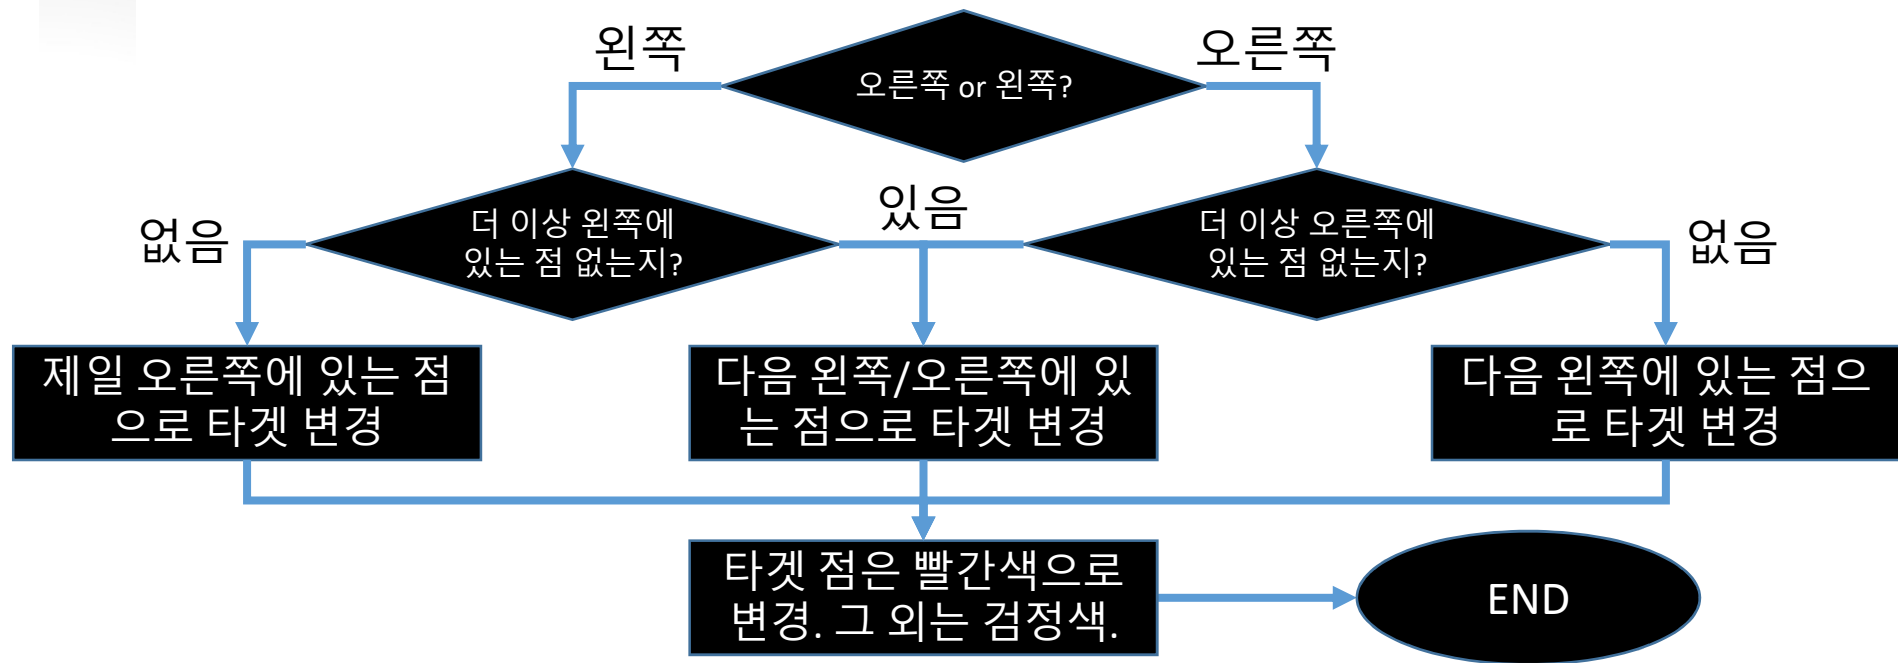 왼쪽
오른쪽
오른쪽 or 왼쪽?
없음
더 이상 왼쪽에
있는 점 없는지?
있음
더 이상 오른쪽에
있는 점 없는지?
없음
제일 오른쪽에 있는 점
으로 타겟 변경
다음 왼쪽/오른쪽에 있
는 점으로 타겟 변경
다음 왼쪽에 있는 점으
로 타겟 변경
타겟 점은 빨간색으로
변경. 그 외는 검정색.
END